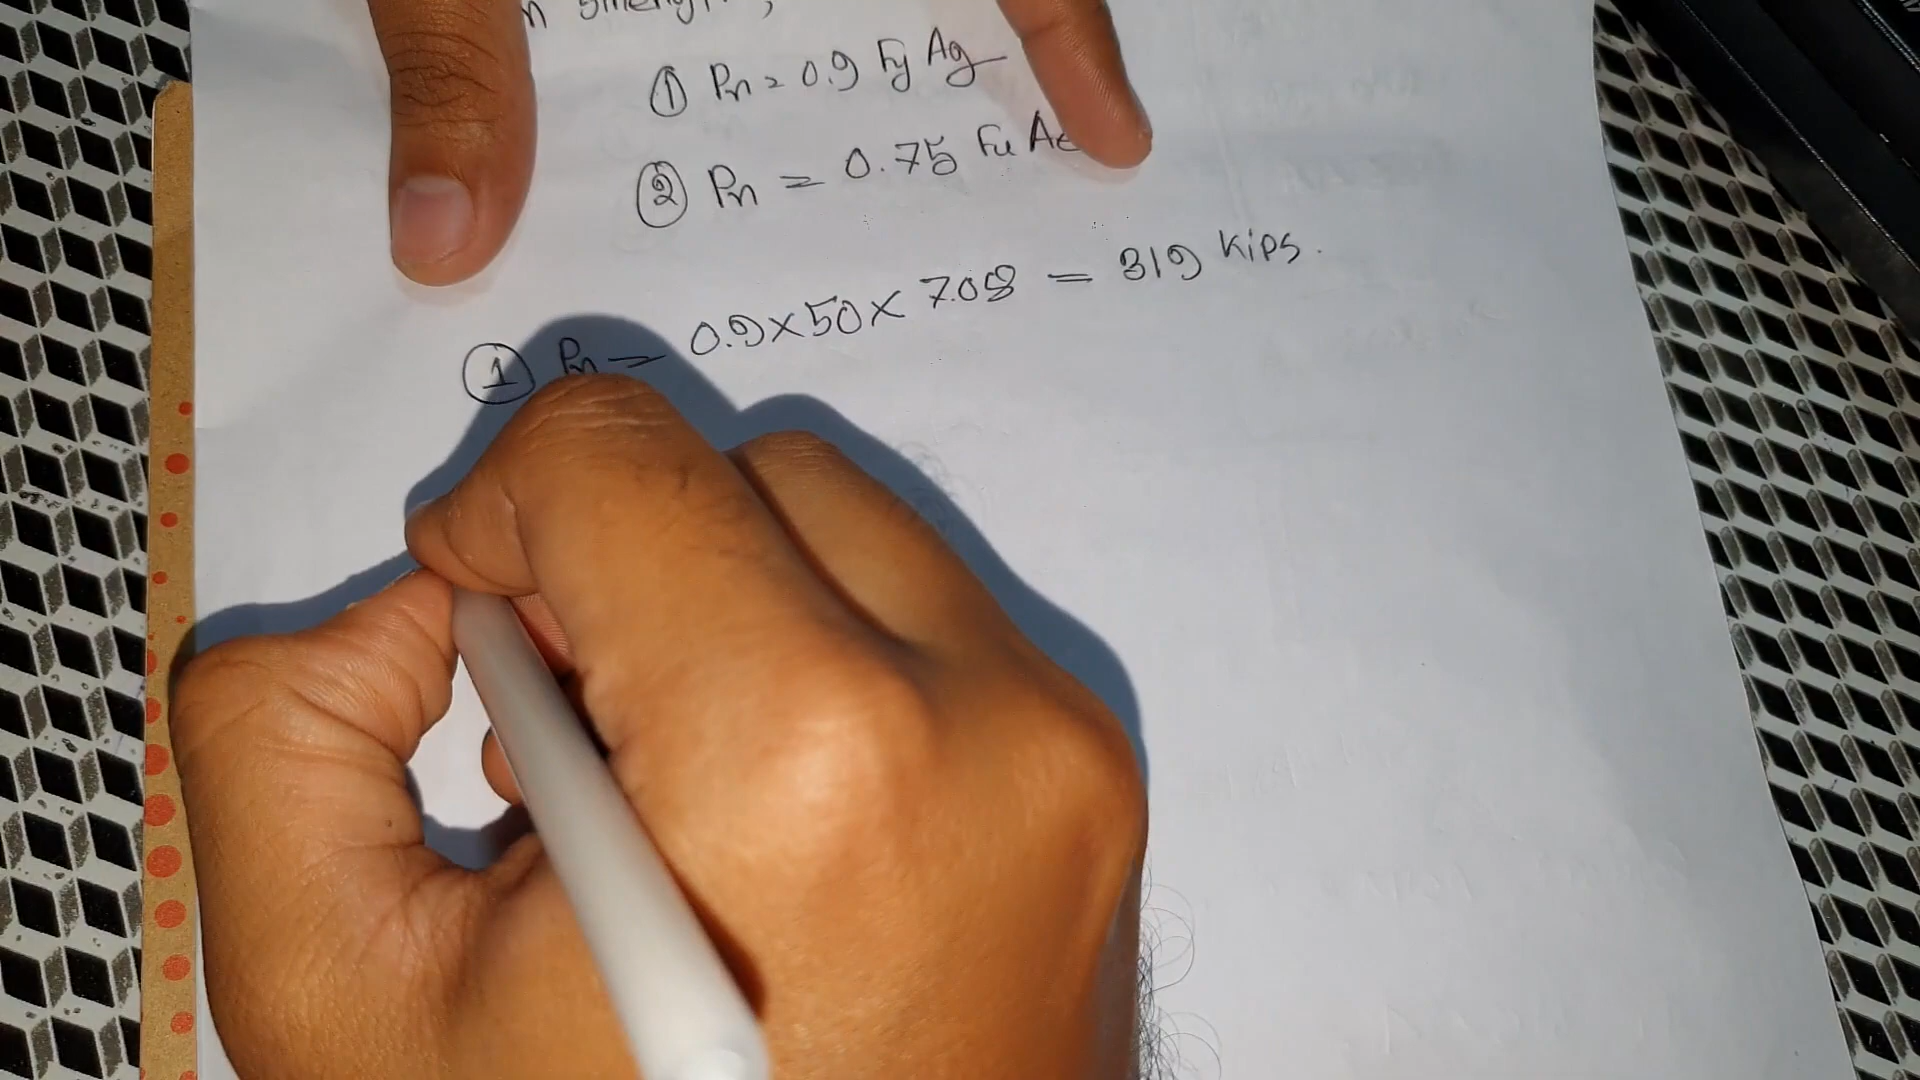 ① Pn = 0.9 Fy Ag
② Pn = 0.75 Fu Ae
① Pn = 0.9×50×7.08 = 319 kips.